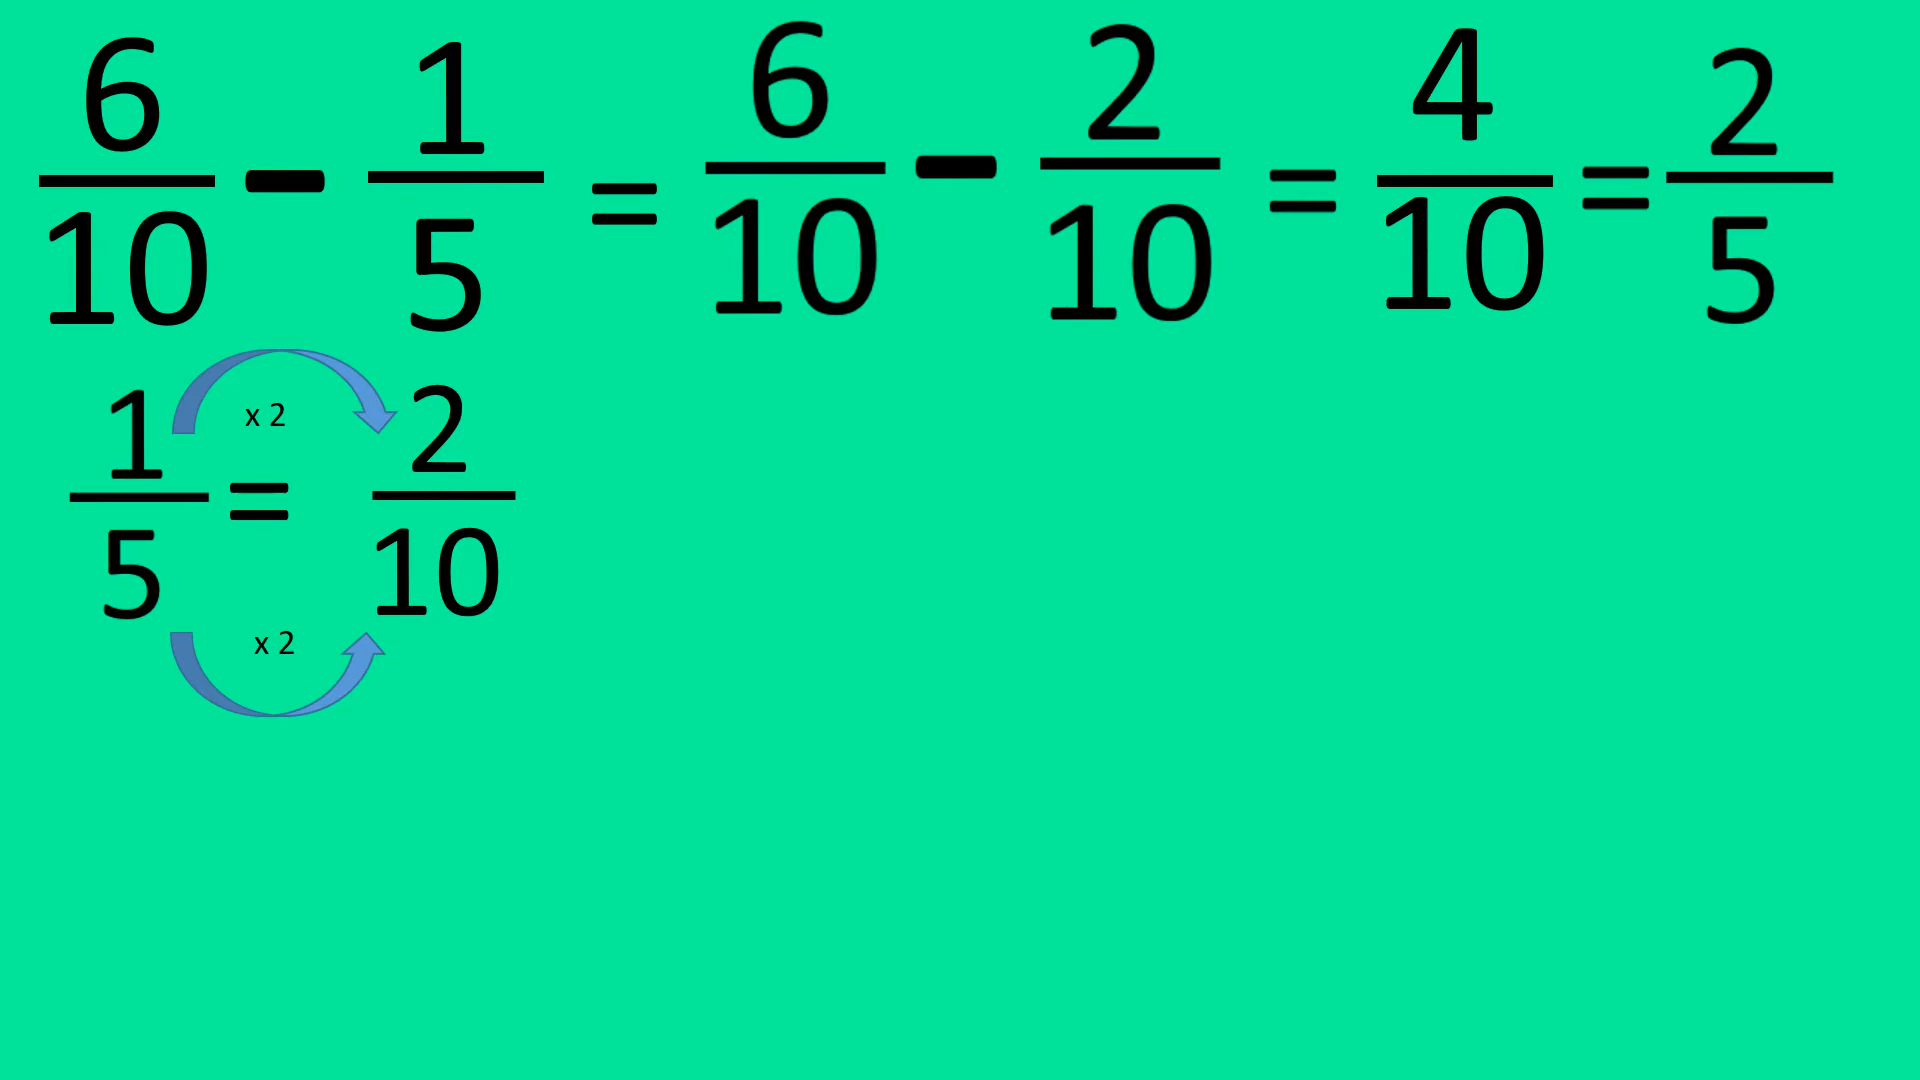 6/10 - 1/5 = 6/10 - 2/10 = 4/10 = 2/5
x 2
1/5 = 2/10
x 2